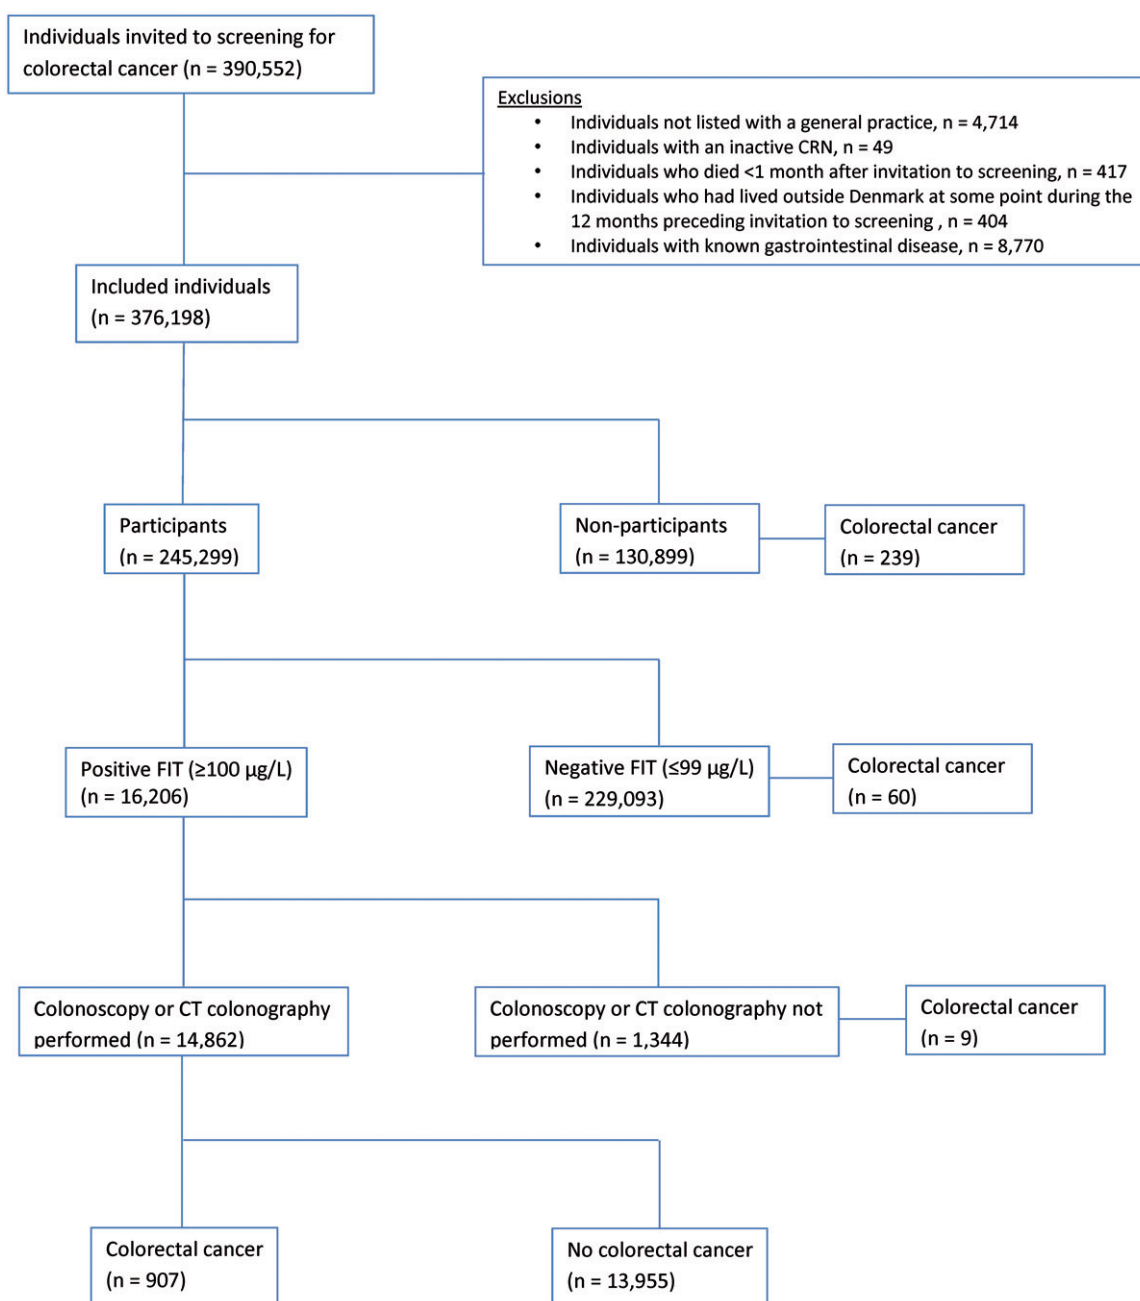 Individuals invited to screening for
colorectal cancer (n = 390,552)
Exclusions
• Individuals not listed with a general practice, n = 4,714
• Individuals with an inactive CRN, n = 49
• Individuals who died <1 month after invitation to screening, n = 417
• Individuals who had lived outside Denmark at some point during the
12 months preceding invitation to screening , n = 404
• Individuals with known gastrointestinal disease, n = 8,770
Included individuals
(n = 376,198)
Participants
(n = 245,299)
Non-participants
(n = 130,899)
Colorectal cancer
(n = 239)
Positive FIT (≥100 µg/L)
(n = 16,206)
Negative FIT (≤99 µg/L)
(n = 229,093)
Colorectal cancer
(n = 60)
Colonoscopy or CT colonography
performed (n = 14,862)
Colonoscopy or CT colonography not
performed (n = 1,344)
Colorectal cancer
(n = 9)
Colorectal cancer
(n = 907)
No colorectal cancer
(n = 13,955)